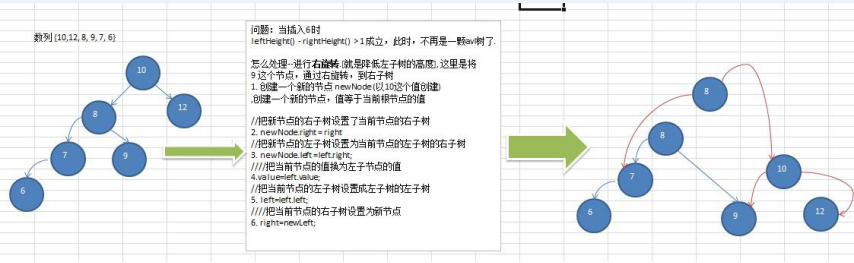 数列 {10,12, 8, 9, 7, 6}
10
8
12
7
9
6
问题：当插入6时
leftHeight() - rightHeight() > 1 成立，此时，不再是一颗avl树了.
怎么处理--进行右旋转.(就是降低左子树的高度), 这里是将
9 这个节点，通过右旋转，到右子树
1. 创建一个新的节点 newNode (以10这个值创建)
,创建一个新的节点，值等于当前根节点的值
//把新节点的右子树设置了当前节点的右子树
2. newNode.right = right
//把新节点的左子树设置为当前节点的左子树的右子树
3. newNode.left =left.right;
////把当前节点的值换为左子节点的值
4.value=left.value;
//把当前节点的左子树设置成左子树的左子树
5. left=left.left;
////把当前节点的右子树设置为新节点
6. right=newLeft;
8
8
7
10
6
9
12